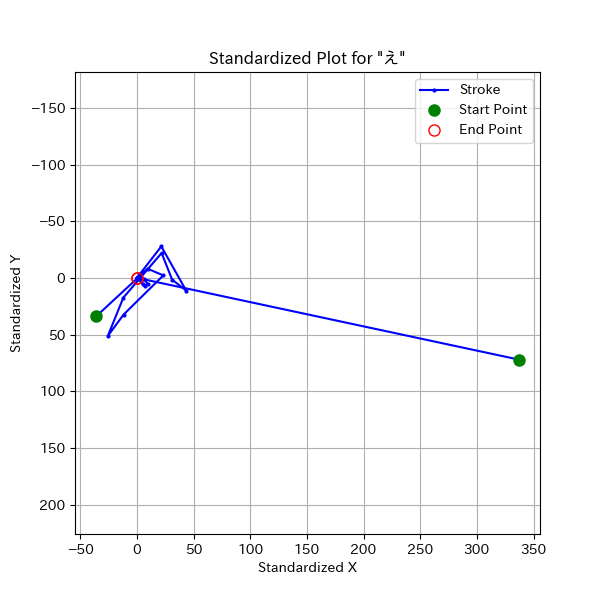 Standardized Plot for "え"
Stroke
Start Point
End Point
−150
−100
−50
0
50
100
150
200
Standardized Y
−50 0 50 100 150 200 250 300 350
Standardized X